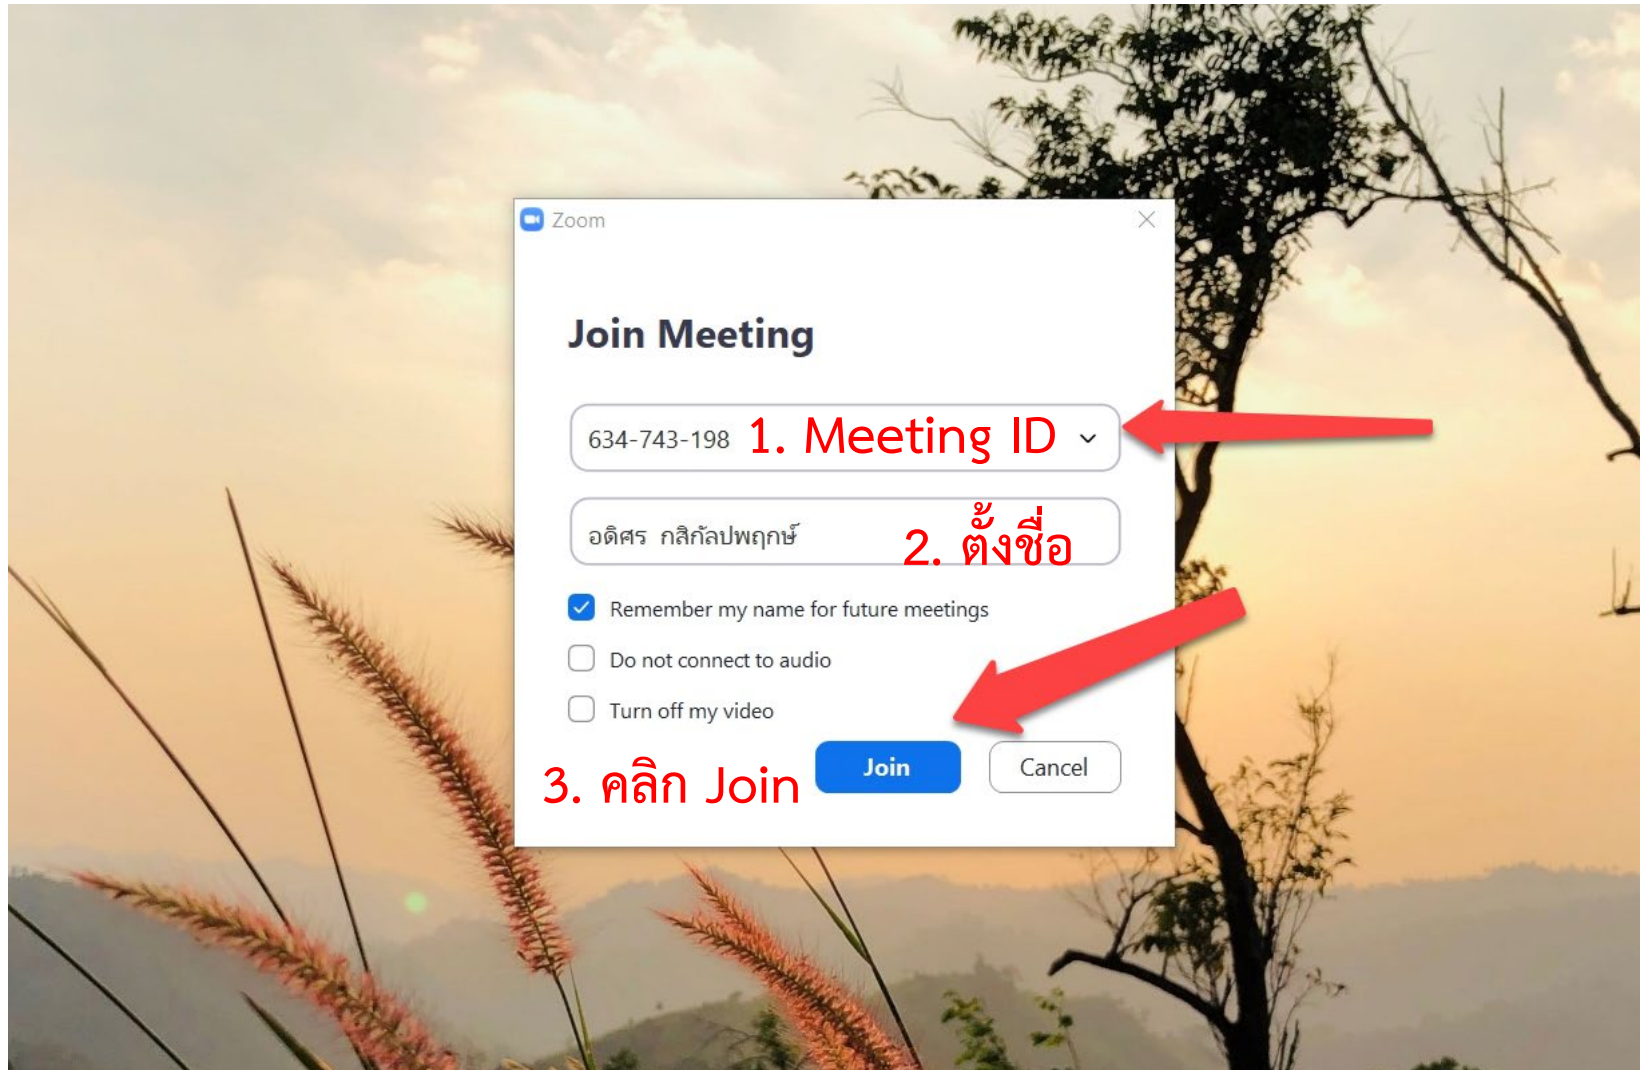 Zoom
Join Meeting
634-743-198 1. Meeting ID
อดิศร กสิกัลปพฤกษ์ 2. ตั้งชื่อ
Remember my name for future meetings
Do not connect to audio
Turn off my video
3. คลิก Join Join Cancel